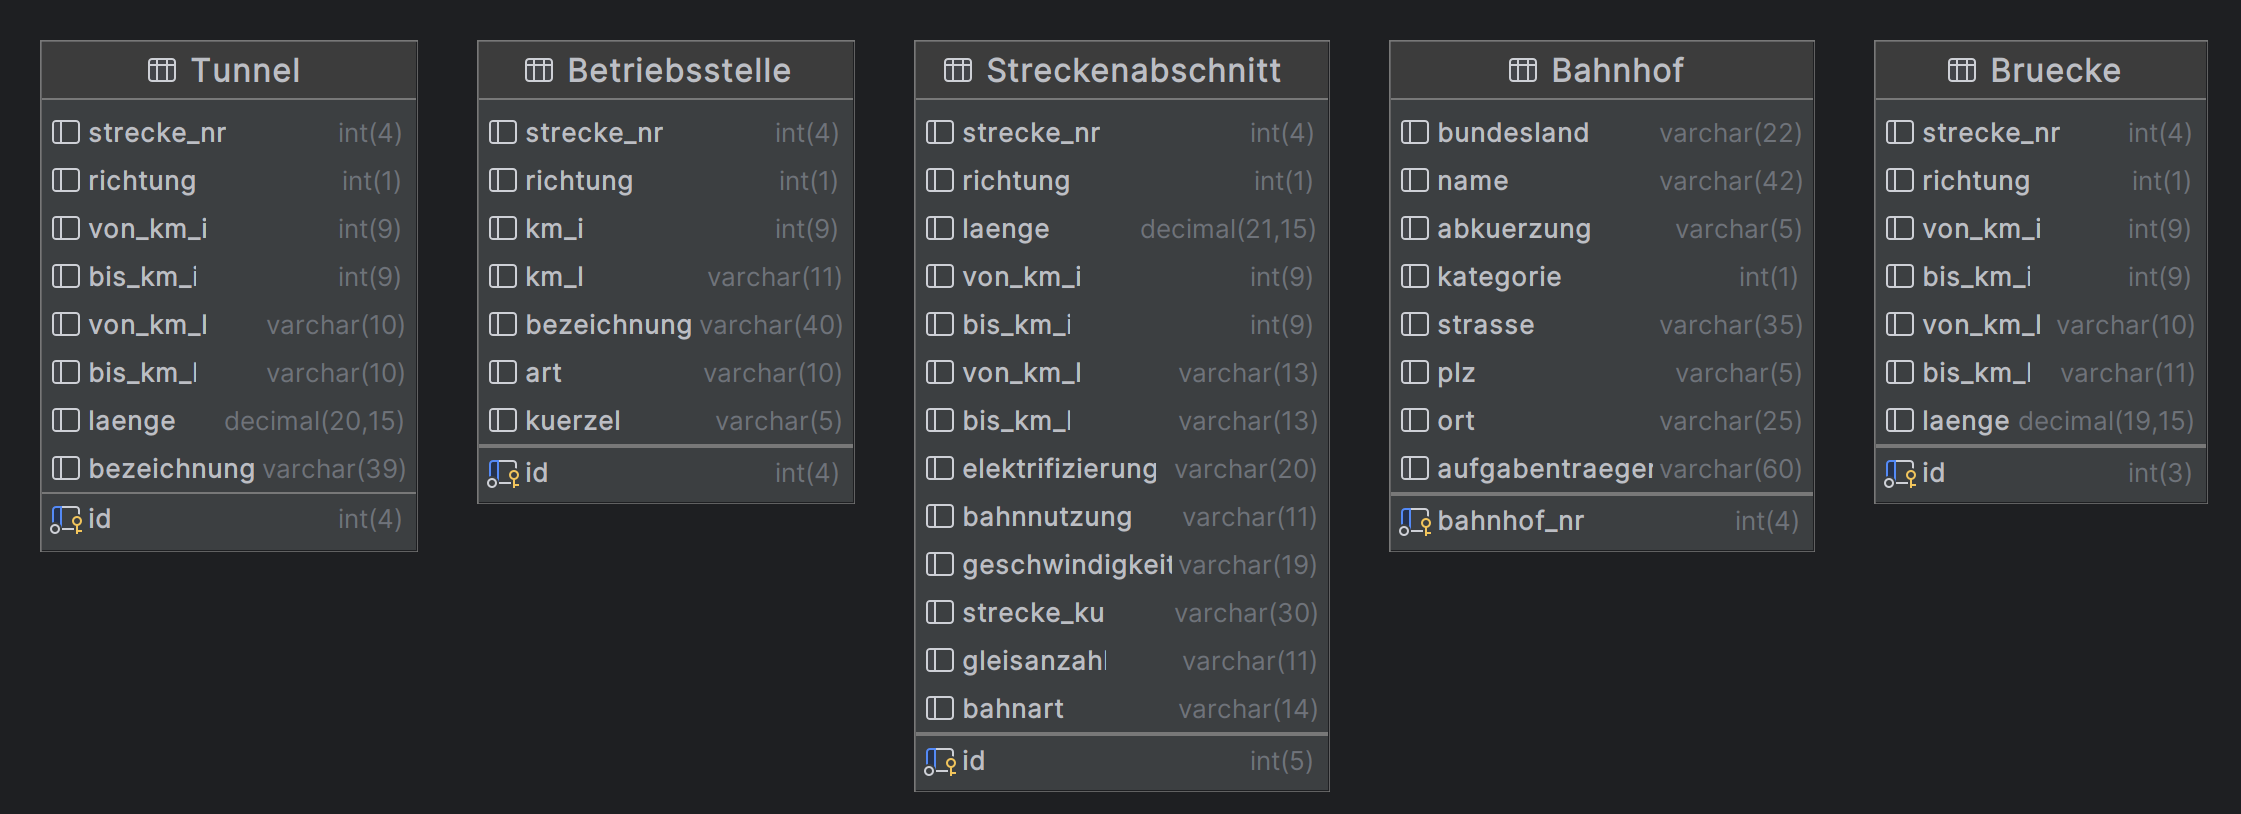 Tunnel
strecke_nr int(4)
richtung int(1)
von_km_i int(9)
bis_km_i int(9)
von_km_l varchar(10)
bis_km_l varchar(10)
laenge decimal(20,15)
bezeichnung varchar(39)
id int(4)
Betriebsstelle
strecke_nr int(4)
richtung int(1)
km_i int(9)
km_l varchar(11)
bezeichnung varchar(40)
art varchar(10)
kuerzel varchar(5)
id int(4)
Streckenabschnitt
strecke_nr int(4)
richtung int(1)
laenge decimal(21,15)
von_km_i int(9)
bis_km_i int(9)
von_km_l varchar(13)
bis_km_l varchar(13)
elektrifizierung varchar(20)
bahnnutzung varchar(11)
geschwindigkeit varchar(19)
strecke_ku varchar(30)
gleisanzahl varchar(11)
bahnart varchar(14)
id int(5)
Bahnhof
bundesland varchar(22)
name varchar(42)
abkuerzung varchar(5)
kategorie int(1)
strasse varchar(35)
plz varchar(5)
ort varchar(25)
aufgabentraeger varchar(60)
bahnhof_nr int(4)
Bruecke
strecke_nr int(4)
richtung int(1)
von_km_i int(9)
bis_km_i int(9)
von_km_l varchar(10)
bis_km_l varchar(11)
laenge decimal(19,15)
id int(3)